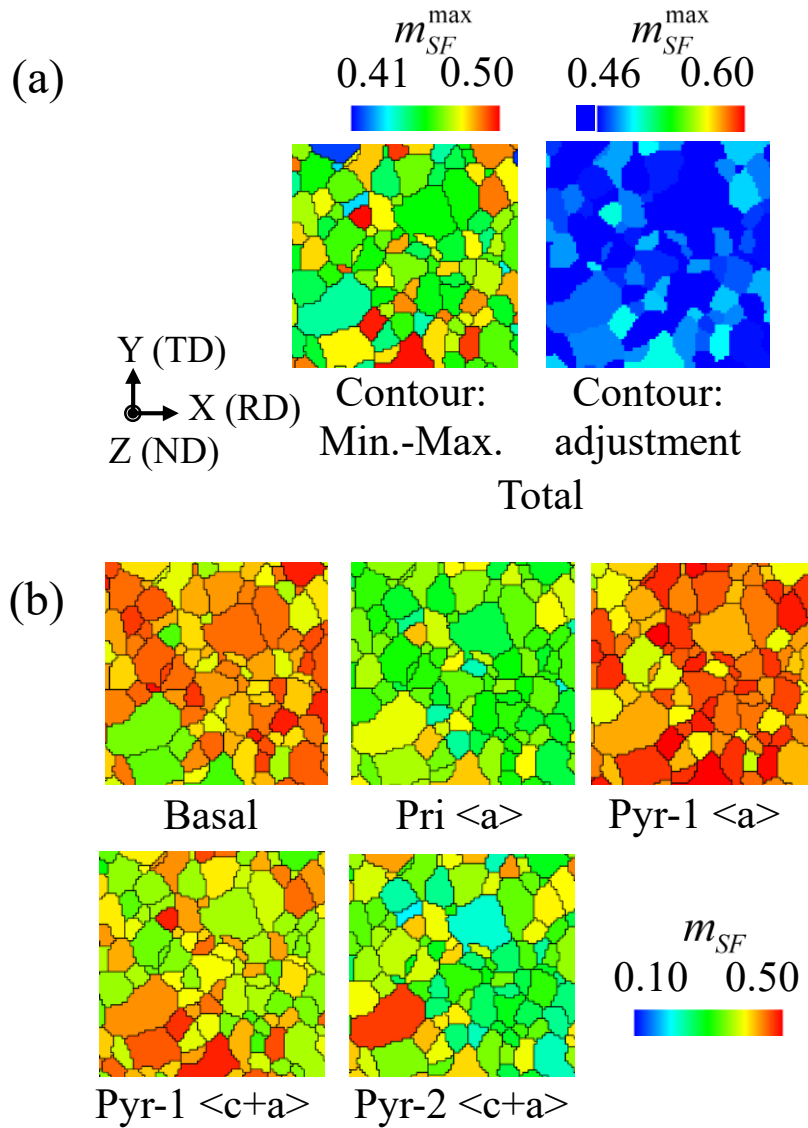 (a)
m_SF^max m_SF^max
0.41 0.50 0.46 0.60
Y (TD)
X (RD)
Z (ND)
Contour: Contour:
Min.-Max. adjustment
Total
(b)
Basal Pri <a> Pyr-1 <a>
m_SF
0.10 0.50
Pyr-1 <c+a> Pyr-2 <c+a>